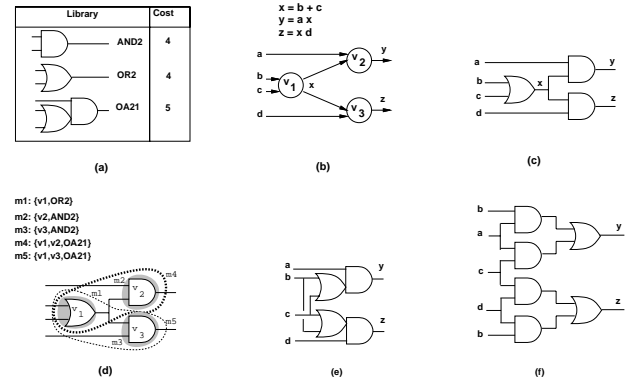 Library Cost
AND2 4
OR2 4
OA21 5
(a)
x = b + c
y = a x
z = x d
a
b
c
d
v1
v2
v3
x
y
z
(b)
a
b
c
d
x
y
z
(c)
m1: {v1,OR2}
m2: {v2,AND2}
m3: {v3,AND2}
m4: {v1,v2,OA21}
m5: {v1,v3,OA21}
m4
m2
m1
v2
v1
m5
v3
m3
(d)
a
b
c
d
y
z
(e)
b
a
c
d
b
y
z
(f)